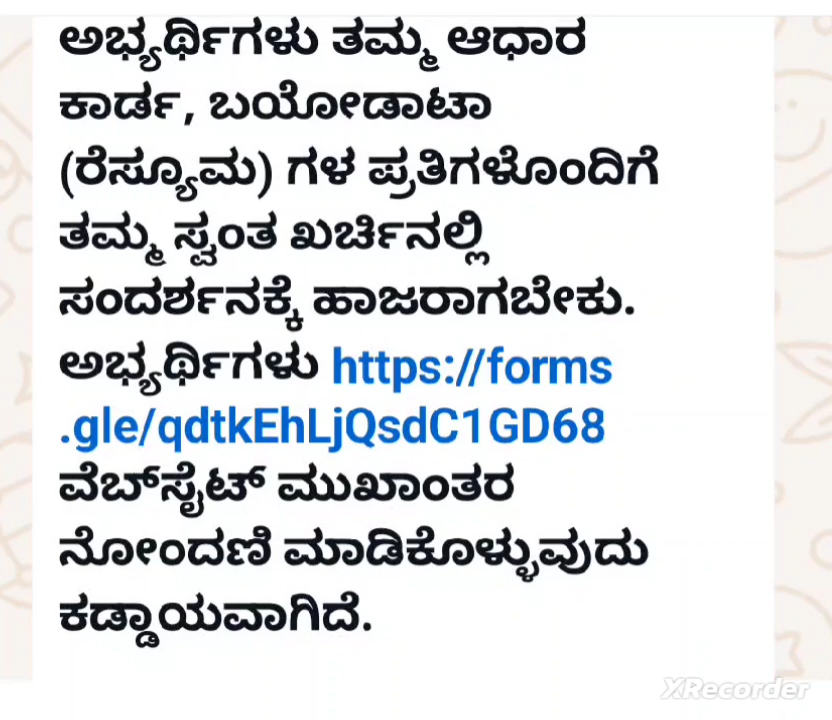 ಅಭ್ಯರ್ಥಿಗಳು ತಮ್ಮ ಆಧಾರ
ಕಾರ್ಡ, ಬಯೋಡಾಟಾ
(ರೆಸ್ಯೂಮ) ಗಳ ಪ್ರತಿಗಳೊಂದಿಗೆ
ತಮ್ಮ ಸ್ವಂತ ಖರ್ಚಿನಲ್ಲಿ
ಸಂದರ್ಶನಕ್ಕೆ ಹಾಜರಾಗಬೇಕು.
ಅಭ್ಯರ್ಥಿಗಳು https://forms
.gle/qdtkEhLjQsdC1GD68
ವೆಬ್‌ಸೈಟ್ ಮುಖಾಂತರ
ನೋಂದಣಿ ಮಾಡಿಕೊಳ್ಳುವುದು
ಕಡ್ಡಾಯವಾಗಿದೆ.
XRecorder